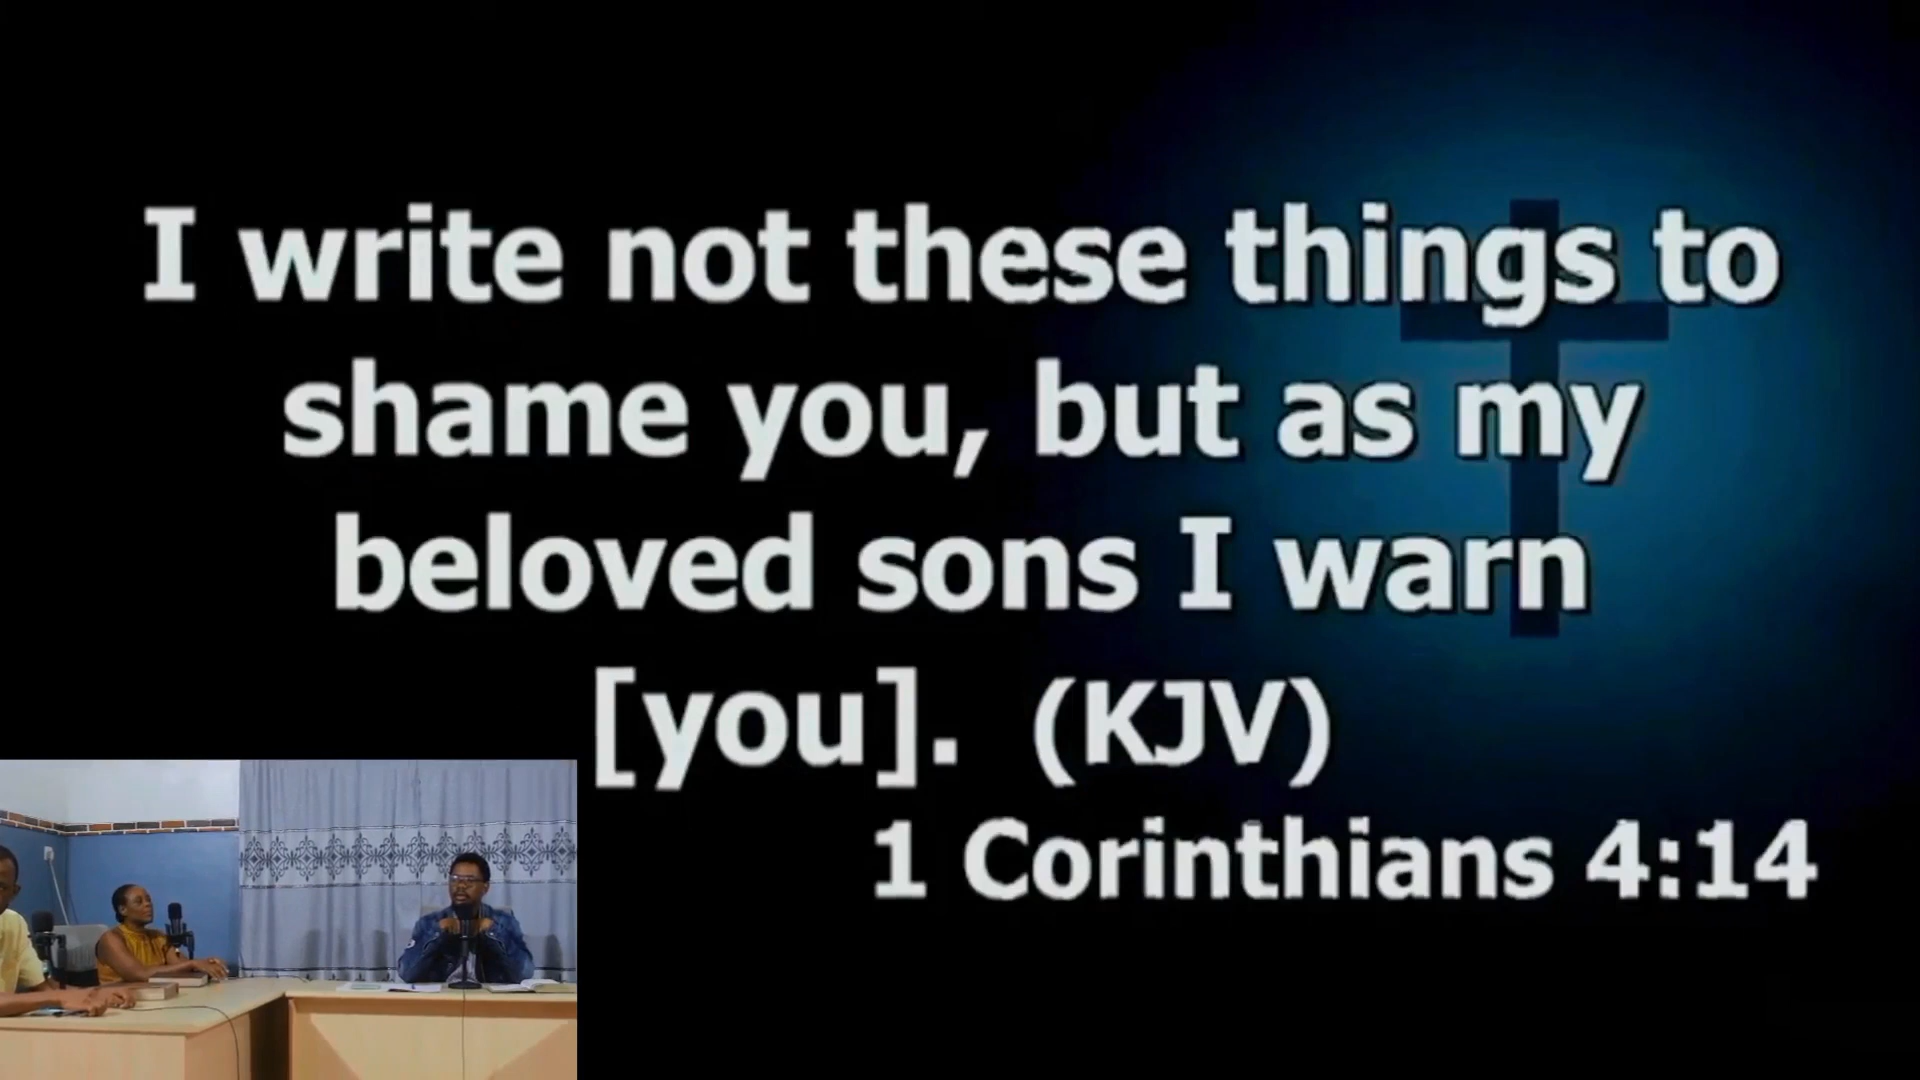 I write not these things to
shame you, but as my
beloved sons I warn
[you]. (KJV)
1 Corinthians 4:14